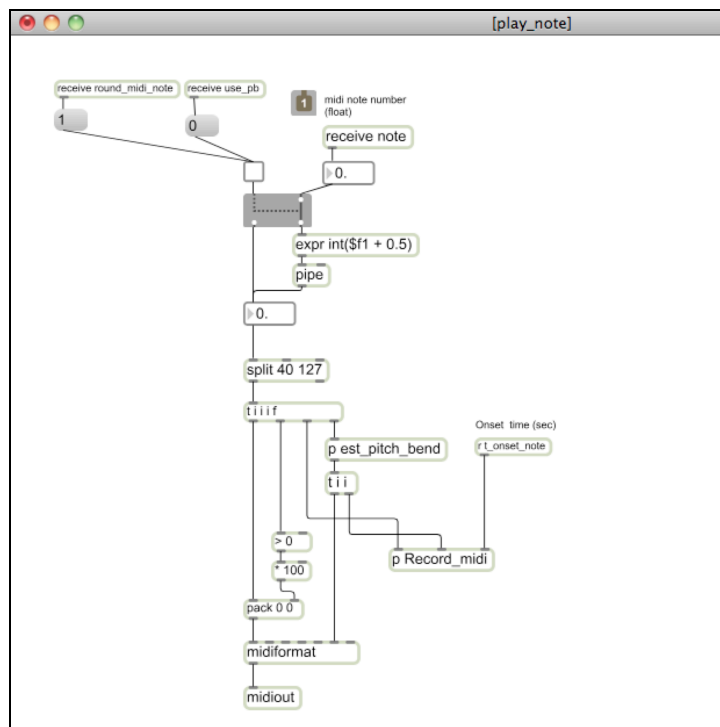 [play_note]
receive round_midi_note
receive use_pb
1
0
1
midi note number
(float)
receive note
0.
expr int($f1 + 0.5)
pipe
0.
split 40 127
t i i i f
Onset time (sec)
p est_pitch_bend
r t_onset_note
t i i
> 0
p Record_midi
* 100
pack 0 0
midiformat
midiout